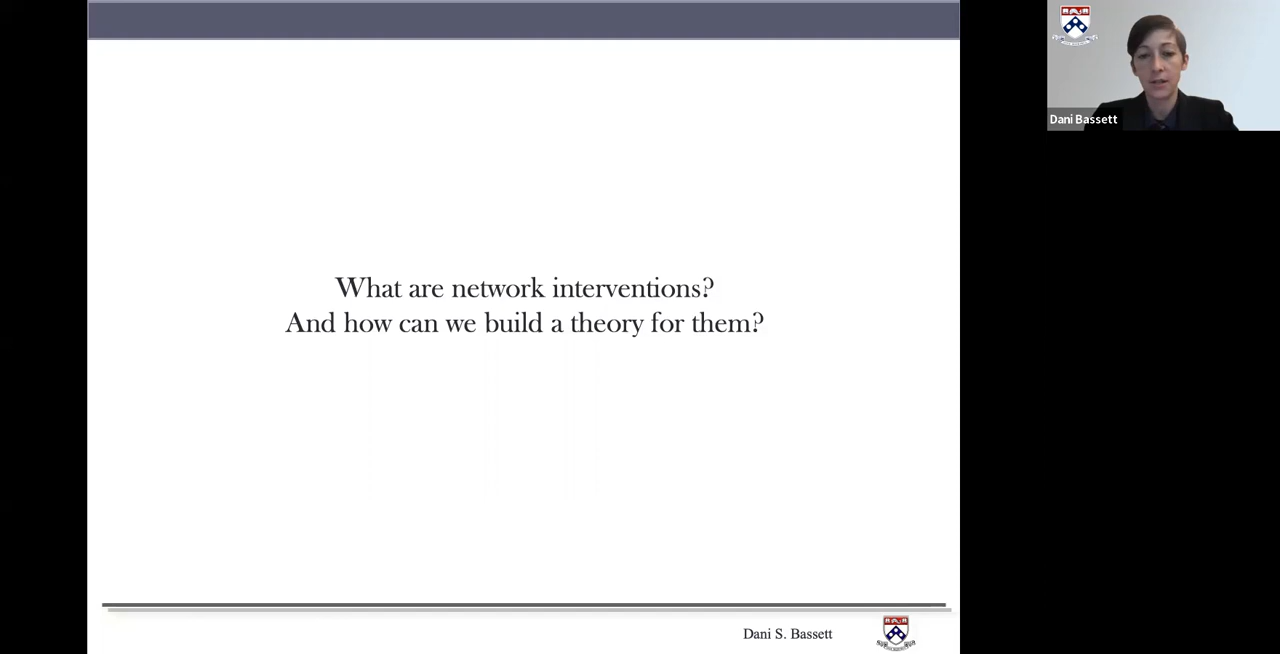 What are network interventions?
And how can we build a theory for them?
Dani S. Bassett
Dani Bassett